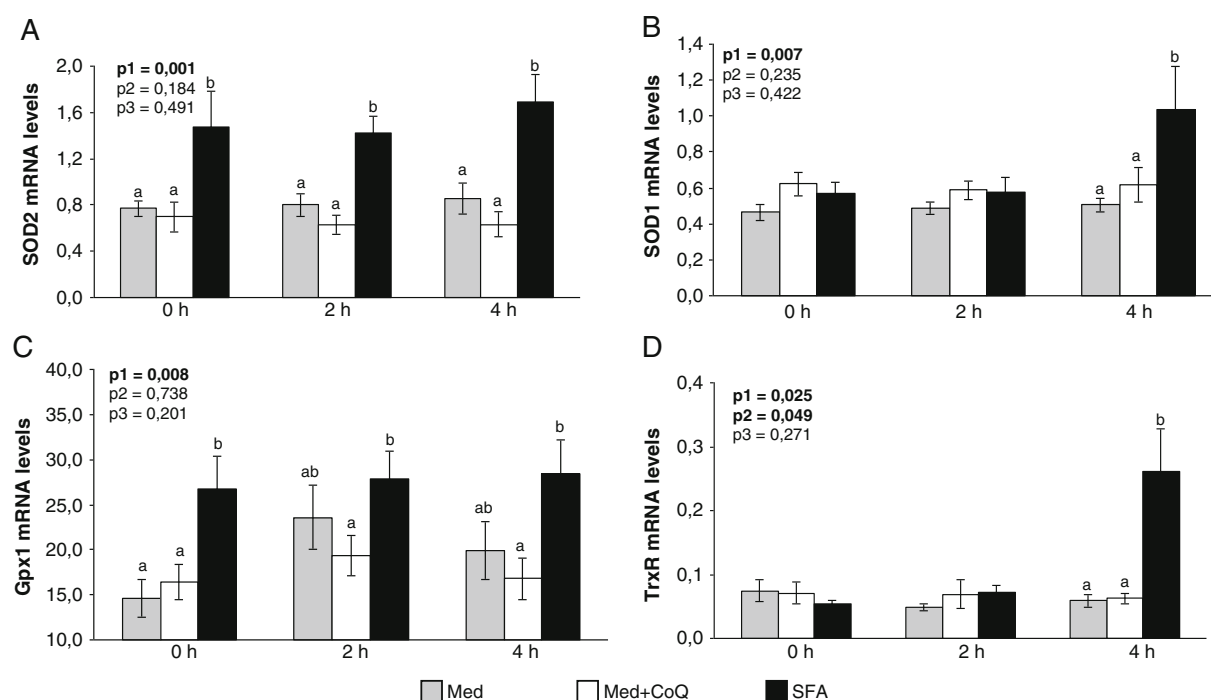 A
p1 = 0,001
p2 = 0,184
p3 = 0,491
SOD2 mRNA levels
2,0
1,6
1,2
0,8
0,4
0,0
a
a
b
a
a
b
a
a
b
0 h
2 h
4 h
B
p1 = 0,007
p2 = 0,235
p3 = 0,422
SOD1 mRNA levels
1,4
1,2
1,0
0,8
0,6
0,4
0,2
0,0
a
a
b
0 h
2 h
4 h
C
p1 = 0,008
p2 = 0,738
p3 = 0,201
Gpx1 mRNA levels
40,0
35,0
30,0
25,0
20,0
15,0
10,0
a
a
b
ab
a
b
ab
a
b
0 h
2 h
4 h
D
p1 = 0,025
p2 = 0,049
p3 = 0,271
TrxR mRNA levels
0,4
0,3
0,2
0,1
0,0
a
a
b
0 h
2 h
4 h
Med
Med+CoQ
SFA